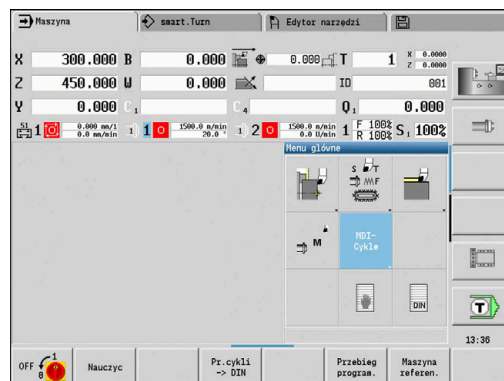 Maszyna smart.Turn Edytor narzędzi
X 300.000 B 0.000 0.000 T 1 X 0.0000 Z 0.0000
Z 450.000 U 0.000 ID 001
Y 0.000 C1 C4 Q1 0.000
S1 1 0.000 mm/1 0.0 m/min 1 1500.0 m/min 20.0 ° 2 1500.0 m/min 0.0 U/min 1 F 100% R 100% S1 100%
Menu główne
S T
M/F
M
MDI-
Cykle
DIN
T
13:36
OFF 1 0
Nauczyc
Pr.cykli
-> DIN
Przebieg
program.
Maszyna
referen.